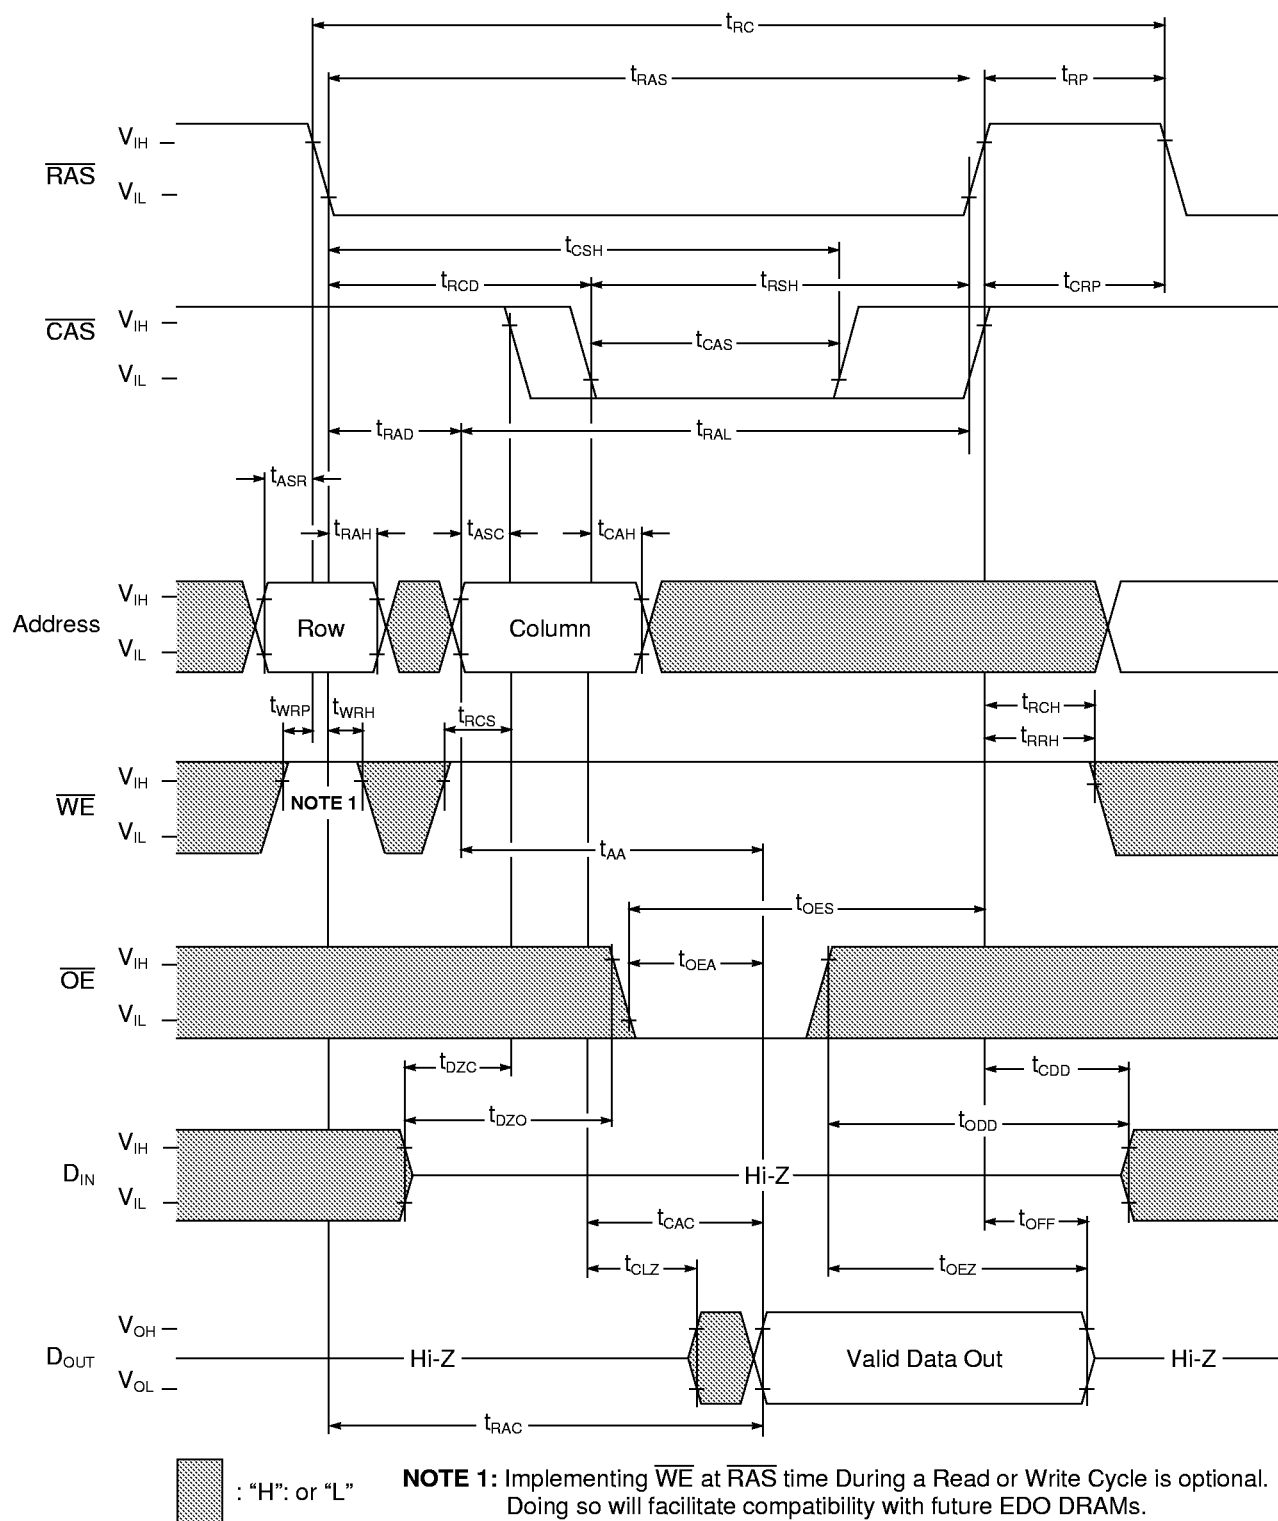 tRC
tRAS tRP
VIH
RAS
VIL
tCSH
tRCD tRSH tCRP
VIH
CAS tCAS
VIL
tRAD tRAL
tASR
tRAH tASC tCAH
VIH
Address Row Column
VIL
tWRP tWRH tRCS tRCH
tRRH
VIH
WE NOTE 1
VIL
tAA
tOES
VIH tOEA
OE
VIL
tDZC tCDD
tDZO tODD
VIH
DIN Hi-Z
VIL
tCAC tOFF
tCLZ tOEZ
VOH
DOUT Hi-Z Valid Data Out Hi-Z
VOL
tRAC
: “H”: or “L”
NOTE 1: Implementing WE at RAS time During a Read or Write Cycle is optional.
Doing so will facilitate compatibility with future EDO DRAMs.